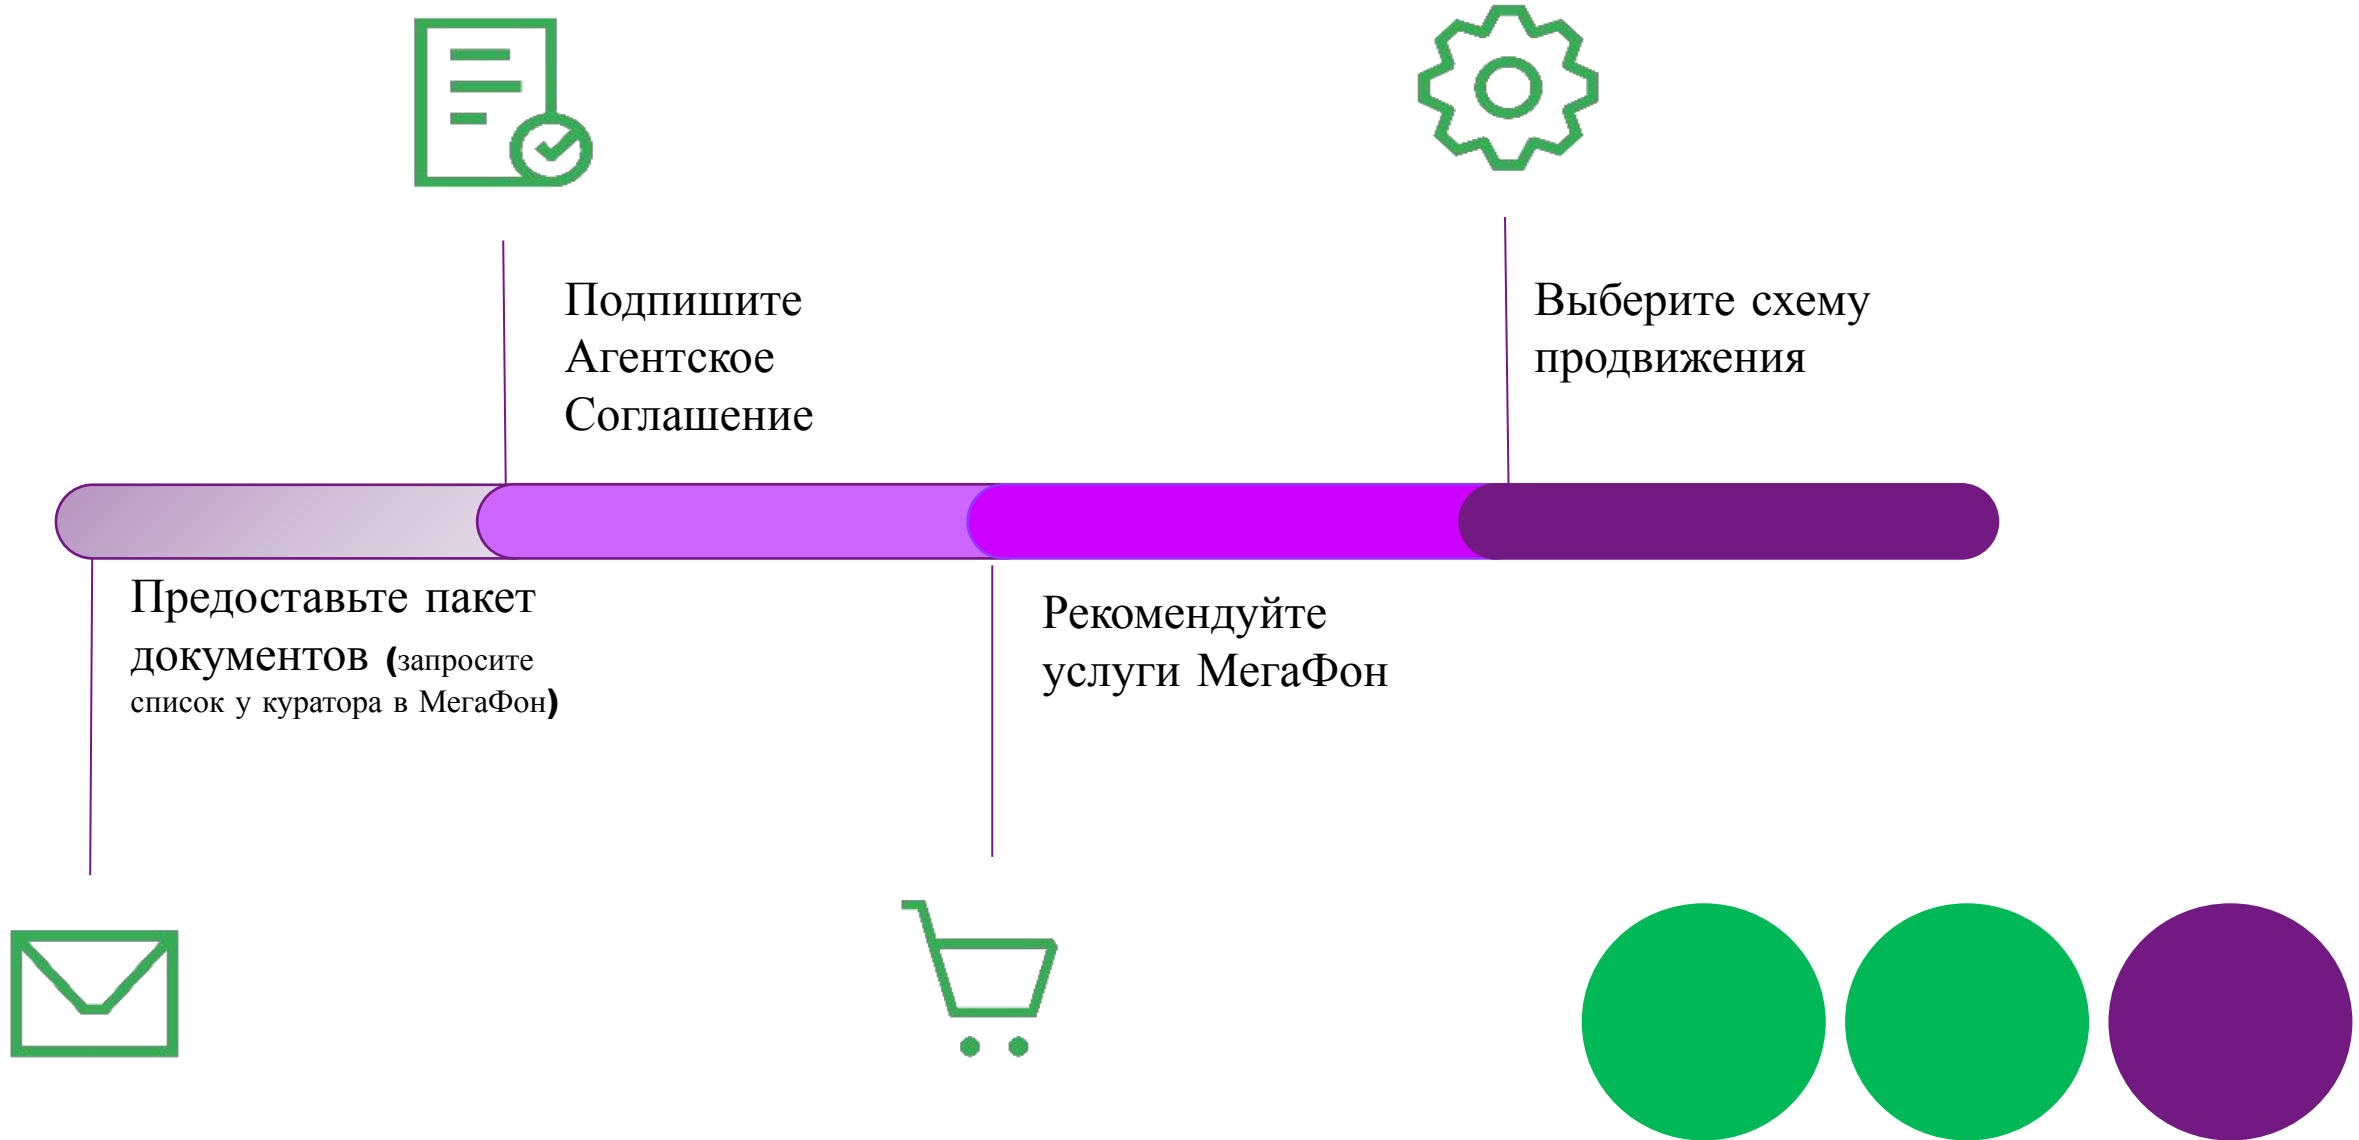 Подпишите
Агентское
Соглашение
Выберите схему
продвижения
Предоставьте пакет
документов (запросите
список у куратора в МегаФон)
Рекомендуйте
услуги МегаФон